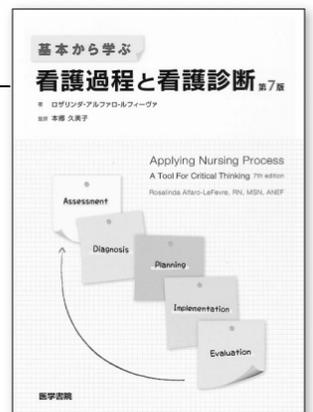 基本から学ぶ
看護過程と看護診断 第7版
著 ロザリンダ・アルファロ-ルフィーヴァ
監訳 本郷 久美子
Applying Nursing Process
A Tool For Critical Thinking 7th edition
Rosalinda Alfaro-LeFevre, RN, MSN, ANEF
Assessment
Diagnosis
Planning
Implementation
Evaluation
医学書院